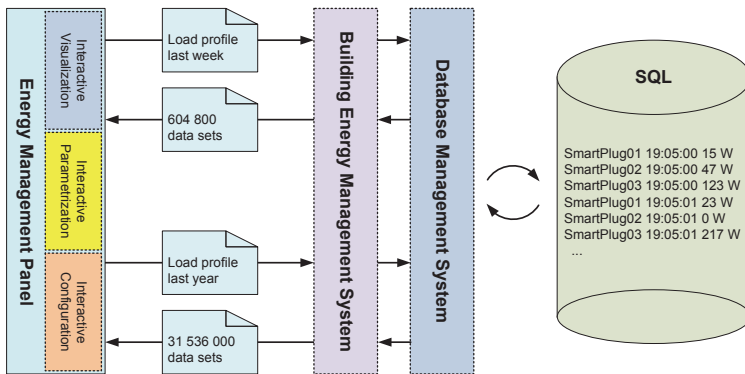 Energy Management Panel
Interactive
Visualization
Interactive
Parametrization
Interactive
Configuration
Load profile
last week
604 800
data sets
Load profile
last year
31 536 000
data sets
Building Energy Management System
Database Management System
SQL
SmartPlug01 19:05:00 15 W
SmartPlug02 19:05:00 47 W
SmartPlug03 19:05:00 123 W
SmartPlug01 19:05:01 23 W
SmartPlug02 19:05:01 0 W
SmartPlug03 19:05:01 217 W
...